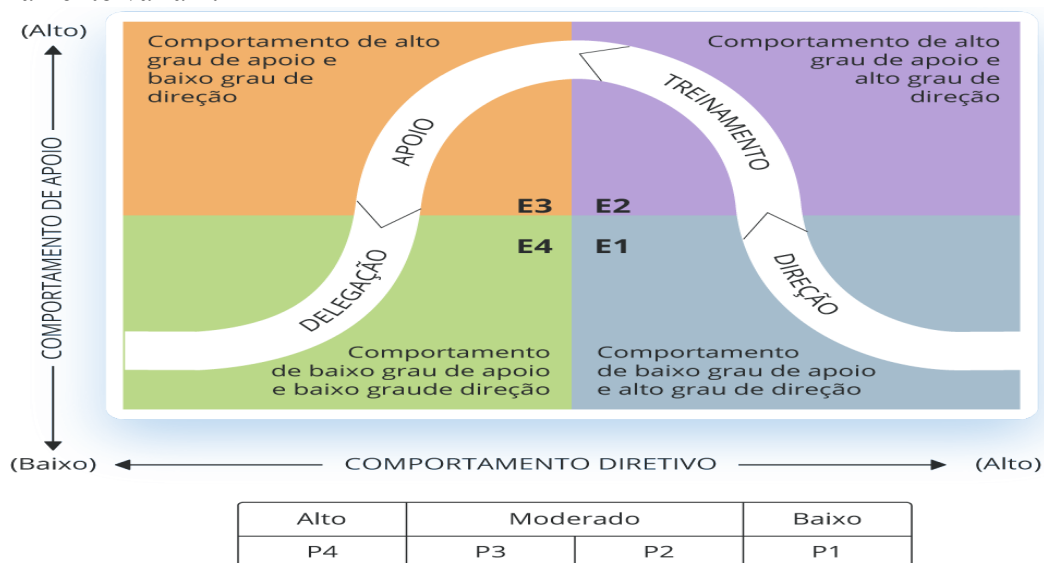 (Alto)
Comportamento de alto
grau de apoio e
baixo grau de
direção
Comportamento de alto
grau de apoio e
alto grau de
direção
COMPORTAMENTO DE APOIO
APOIO
TREINAMENTO
E3
E2
E4
E1
DELEGAÇÃO
DIREÇÃO
Comportamento
de baixo grau de apoio
e baixo graude direção
Comportamento
de baixo grau de apoio
e alto grau de direção
(Baixo)
COMPORTAMENTO DIRETIVO
(Alto)
Alto
Moderado
Baixo
P4
P3
P2
P1